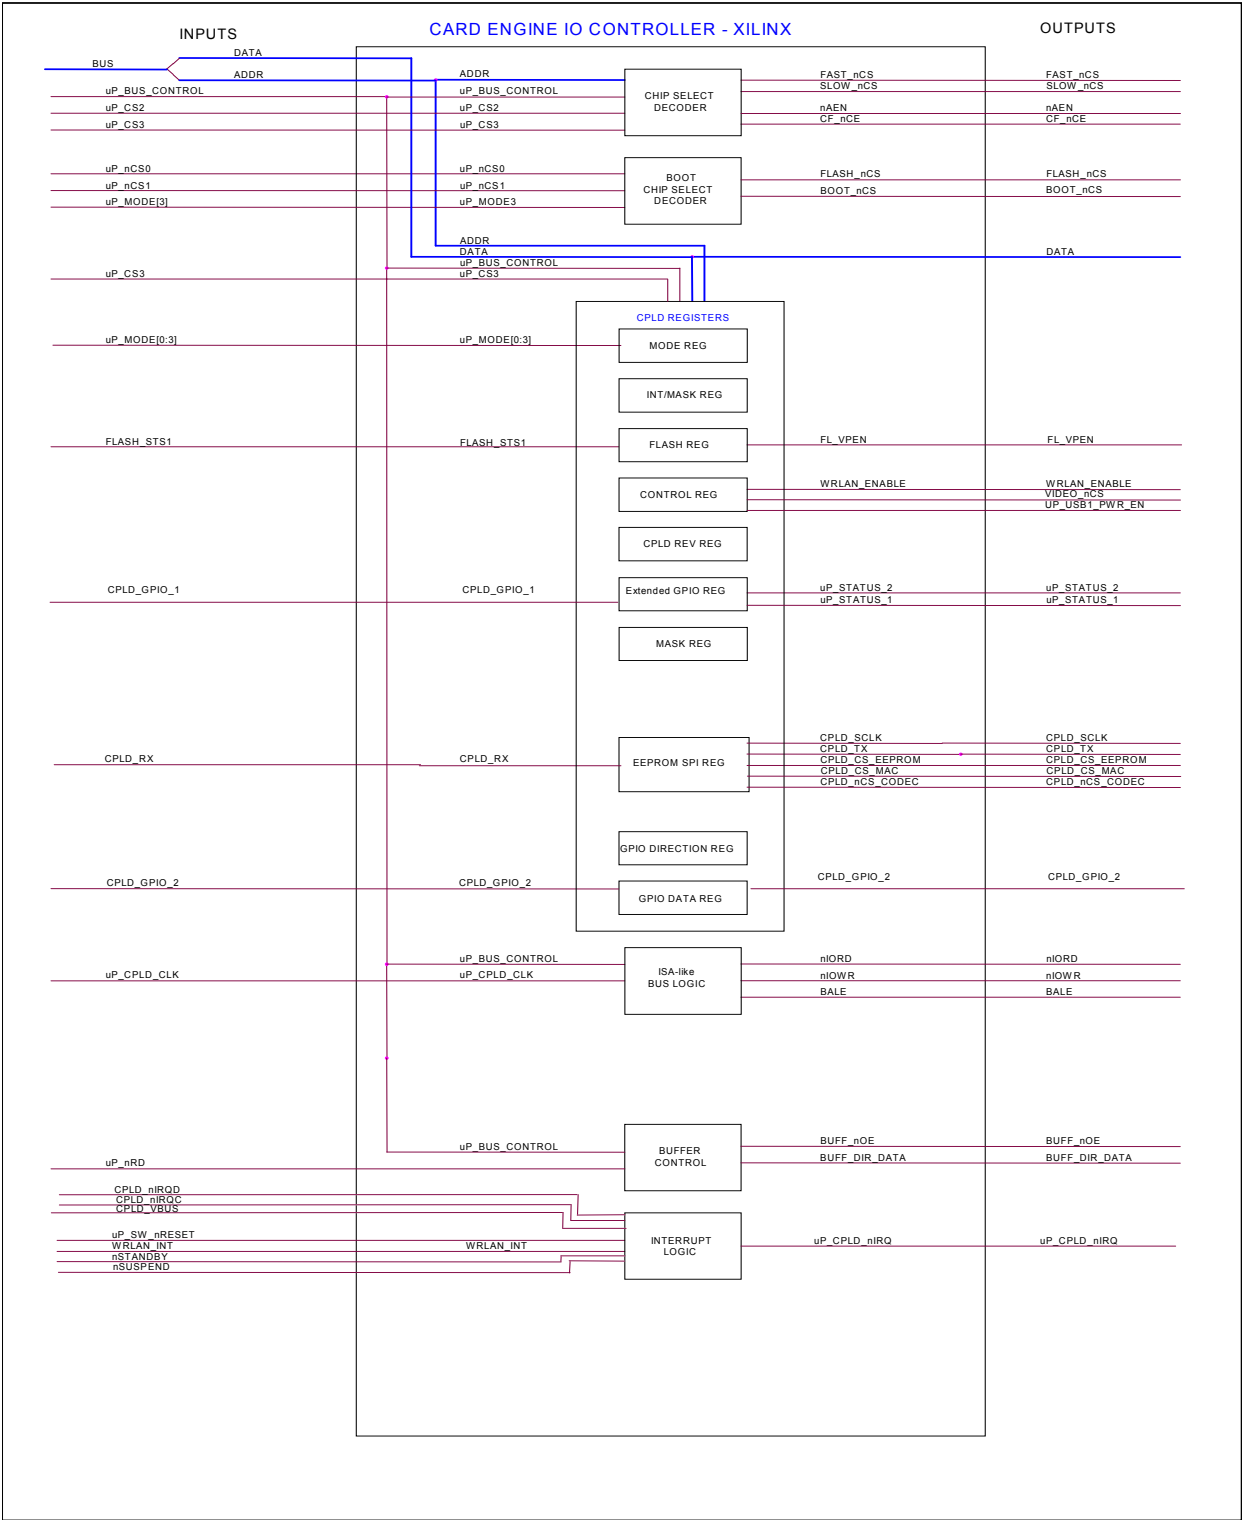 INPUTS
CARD ENGINE IO CONTROLLER - XILINX
OUTPUTS
BUS
DATA
ADDR
ADDR
FAST_nCS
FAST_nCS
uP_BUS_CONTROL
uP_BUS_CONTROL
CHIP SELECT
DECODER
SLOW_nCS
SLOW_nCS
uP_CS2
uP_CS2
nAEN
nAEN
uP_CS3
uP_CS3
CF_nCE
CF_nCE
uP_nCS0
uP_nCS0
BOOT
CHIP SELECT
DECODER
FLASH_nCS
FLASH_nCS
uP_nCS1
uP_nCS1
BOOT_nCS
BOOT_nCS
uP_MODE[3]
uP_MODE3
ADDR
DATA
DATA
uP_BUS_CONTROL
uP_CS3
uP_CS3
CPLD REGISTERS
uP_MODE[0:3]
uP_MODE[0:3]
MODE REG
INT/MASK REG
FLASH_STS1
FLASH_STS1
FLASH REG
FL_VPEN
FL_VPEN
CONTROL REG
WRLAN_ENABLE
WRLAN_ENABLE
VIDEO_nCS
UP_USB1_PWR_EN
CPLD REV REG
CPLD_GPIO_1
CPLD_GPIO_1
Extended GPIO REG
uP_STATUS_2
uP_STATUS_2
uP_STATUS_1
uP_STATUS_1
MASK REG
CPLD_RX
CPLD_RX
EEPROM SPI REG
CPLD_SCLK
CPLD_SCLK
CPLD_TX
CPLD_TX
CPLD_CS_EEPROM
CPLD_CS_EEPROM
CPLD_CS_MAC
CPLD_CS_MAC
CPLD_nCS_CODEC
CPLD_nCS_CODEC
GPIO DIRECTION REG
CPLD_GPIO_2
CPLD_GPIO_2
GPIO DATA REG
CPLD_GPIO_2
CPLD_GPIO_2
uP_BUS_CONTROL
uP_CPLD_CLK
uP_CPLD_CLK
ISA-like
BUS LOGIC
nIORD
nIORD
nIOWR
nIOWR
BALE
BALE
uP_BUS_CONTROL
BUFFER
CONTROL
BUFF_nOE
BUFF_nOE
BUFF_DIR_DATA
BUFF_DIR_DATA
uP_nRD
CPLD_nIRQD
CPLD_nIRQC
CPLD_VBUS
uP_SW_nRESET
WRLAN_INT
WRLAN_INT
nSTANDBY
nSUSPEND
INTERRUPT
LOGIC
uP_CPLD_nIRQ
uP_CPLD_nIRQ